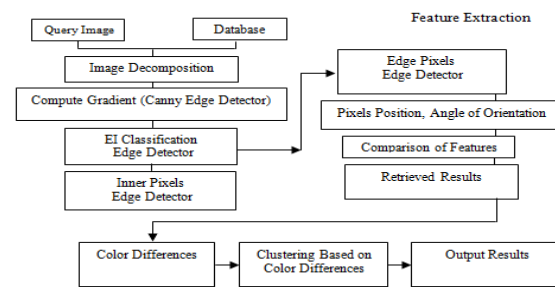 Feature Extraction
Query Image
Database
Image Decomposition
Compute Gradient (Canny Edge Detector)
EI Classification
Edge Detector
Inner Pixels
Edge Detector
Edge Pixels
Edge Detector
Pixels Position, Angle of Orientation
Comparison of Features
Retrieved Results
Color Differences
Clustering Based on
Color Differences
Output Results